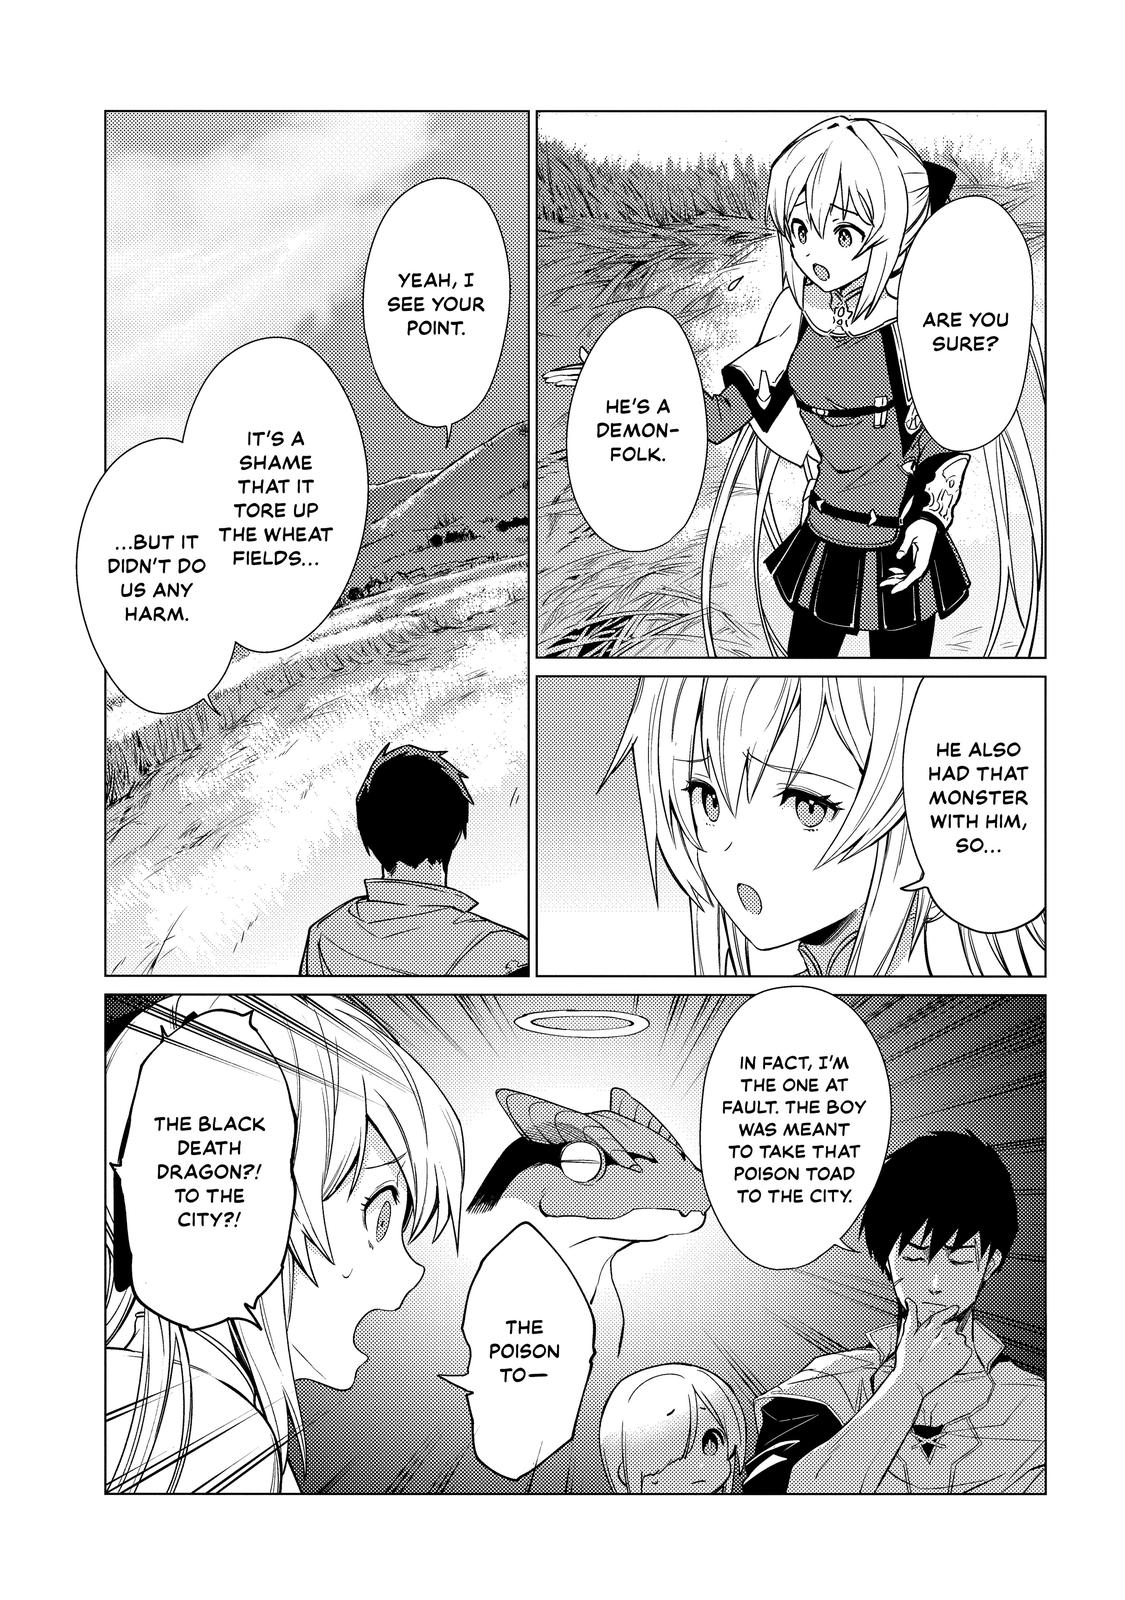 ARE YOU
SURE?
HE'S A
DEMON-
FOLK.
YEAH, I
SEE YOUR
POINT.
IT'S A
SHAME
THAT IT
TORE UP
THE WHEAT
FIELDS...
...BUT IT
DIDN'T DO
US ANY
HARM.
HE ALSO
HAD THAT
MONSTER
WITH HIM,
SO...
IN FACT, I'M
THE ONE AT
FAULT. THE BOY
WAS MEANT
TO TAKE THAT
POISON TOAD
TO THE CITY.
THE
POISON
TO—
THE BLACK
DEATH
DRAGON?!
TO THE
CITY?!